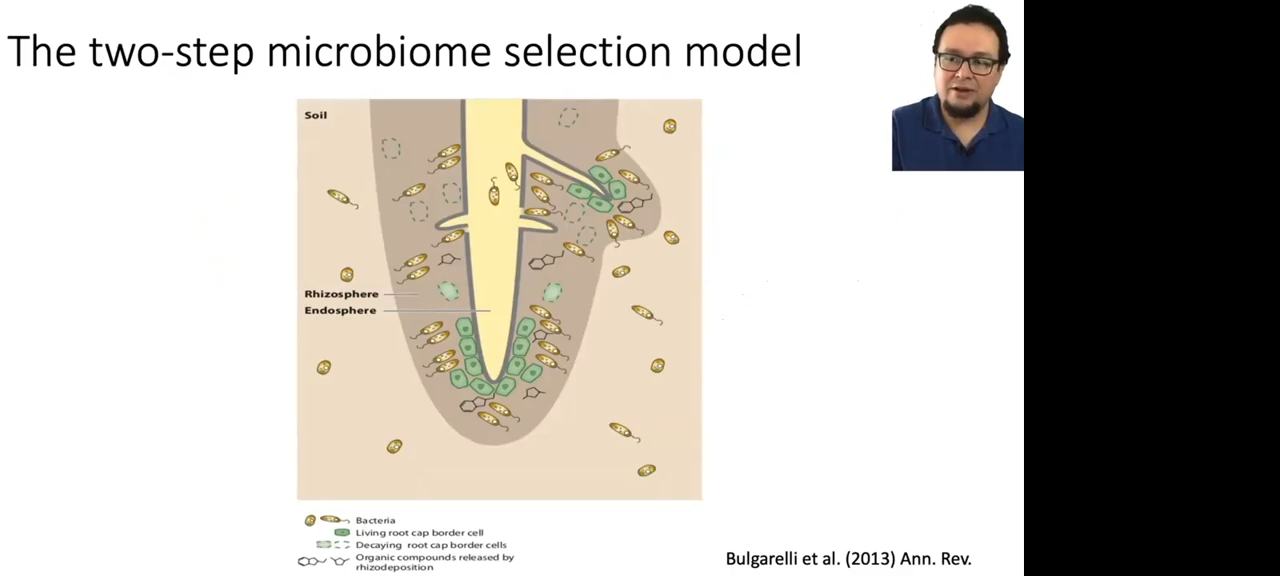 The two-step microbiome selection model
Soil
Rhizosphere
Endosphere
Bacteria
Living root cap border cell
Decaying root cap border cells
Organic compounds released by
rhizodeposition
Bulgarelli et al. (2013) Ann. Rev.